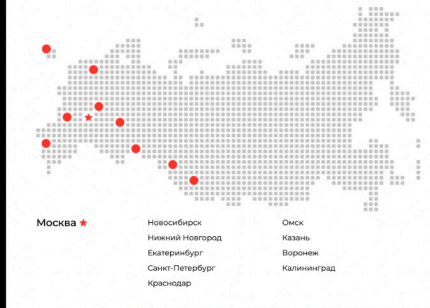 Москва
Новосибирск
Нижний Новгород
Екатеринбург
Санкт-Петербург
Краснодар
Омск
Казань
Воронеж
Калининград